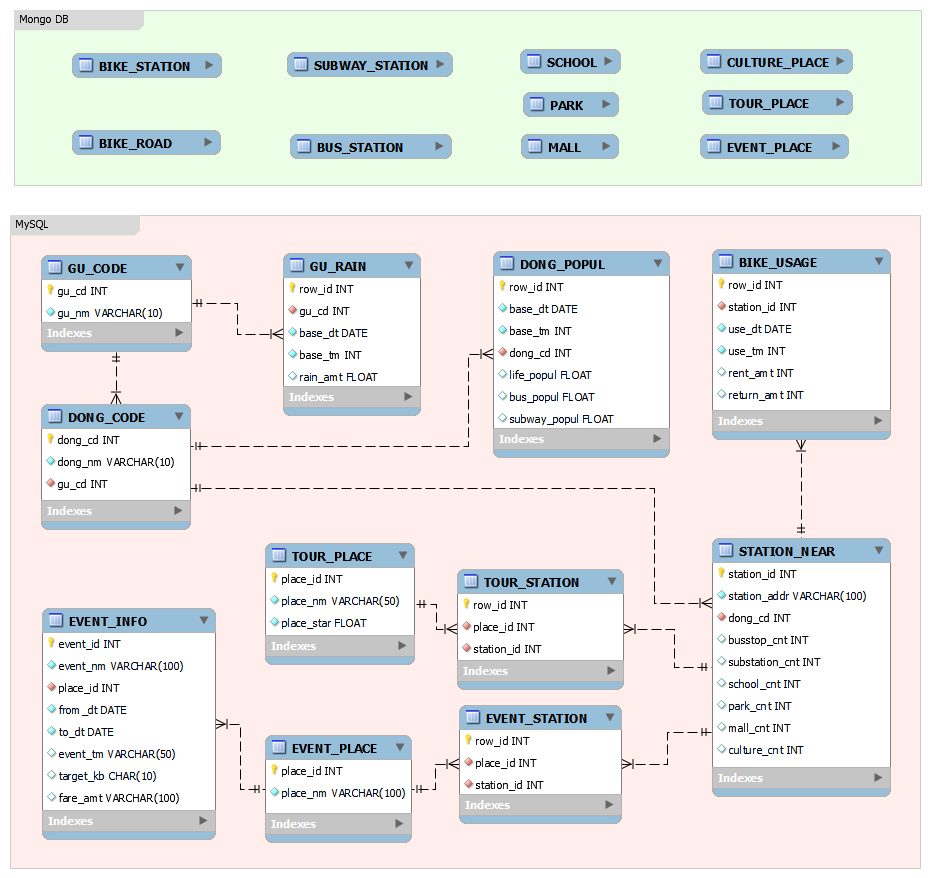 Mongo DB
BIKE_STATION
SUBWAY_STATION
SCHOOL
CULTURE_PLACE
PARK
TOUR_PLACE
BIKE_ROAD
BUS_STATION
MALL
EVENT_PLACE
MySQL
GU_CODE
gu_cd INT
gu_nm VARCHAR(10)
Indexes
GU_RAIN
row_id INT
gu_cd INT
base_dt DATE
base_tm INT
rain_amt FLOAT
Indexes
DONG_POPUL
row_id INT
base_dt DATE
base_tm INT
dong_cd INT
life_popul FLOAT
bus_popul FLOAT
subway_popul FLOAT
Indexes
BIKE_USAGE
row_id INT
station_id INT
use_dt DATE
use_tm INT
rent_amt INT
return_amt INT
Indexes
DONG_CODE
dong_cd INT
dong_nm VARCHAR(10)
gu_cd INT
Indexes
TOUR_PLACE
place_id INT
place_nm VARCHAR(50)
place_star FLOAT
Indexes
TOUR_STATION
row_id INT
place_id INT
station_id INT
Indexes
STATION_NEAR
station_id INT
station_addr VARCHAR(100)
dong_cd INT
busstop_cnt INT
substation_cnt INT
school_cnt INT
park_cnt INT
mall_cnt INT
culture_cnt INT
Indexes
EVENT_INFO
event_id INT
event_nm VARCHAR(100)
place_id INT
from_dt DATE
to_dt DATE
event_tm VARCHAR(50)
target_kb CHAR(10)
fare_amt VARCHAR(100)
Indexes
EVENT_PLACE
place_id INT
place_nm VARCHAR(100)
Indexes
EVENT_STATION
row_id INT
place_id INT
station_id INT
Indexes